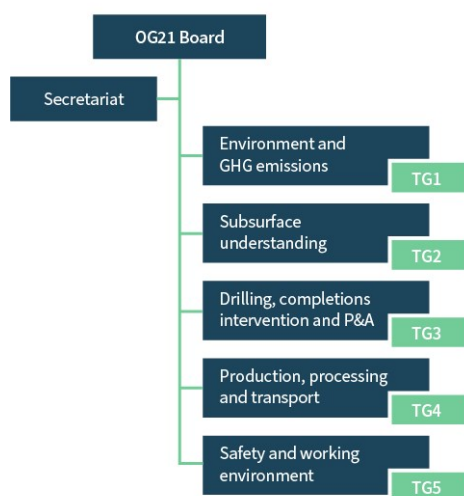 OG21 Board
Secretariat
Environment and
GHG emissions
TG1
Subsurface
understanding
TG2
Drilling, completions
intervention and P&A
TG3
Production, processing
and transport
TG4
Safety and working
environment
TG5